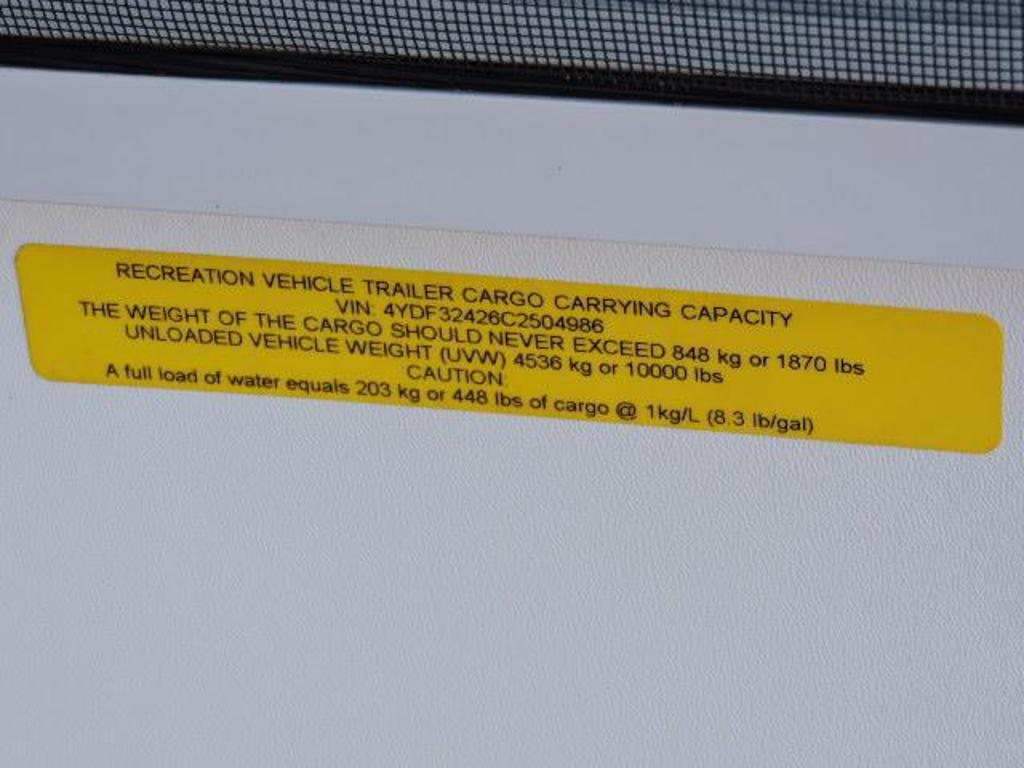 RECREATION VEHICLE TRAILER CARGO CARRYING CAPACITY
VIN: 4YDF32426C2504986
THE WEIGHT OF THE CARGO SHOULD NEVER EXCEED 848 kg or 1870 lbs
UNLOADED VEHICLE WEIGHT (UVW) 4536 kg or 10000 lbs
CAUTION:
A full load of water equals 203 kg or 448 lbs of cargo @ 1kg/L (8.3 lb/gal)